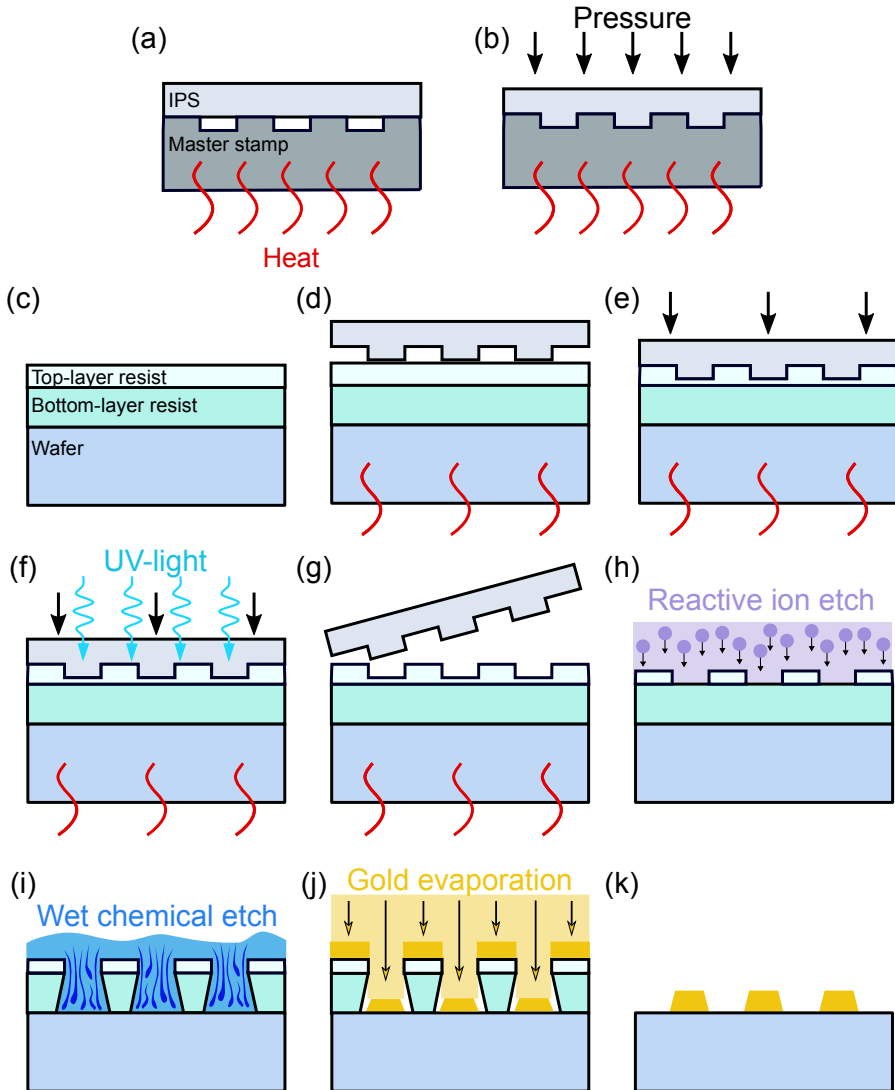 (a)
(b)
Pressure
IPS
Master stamp
Heat
(c)
(d)
(e)
Top-layer resist
Bottom-layer resist
Wafer
(f)
UV-light
(g)
(h)
Reactive ion etch
(i)
Wet chemical etch
(j)
Gold evaporation
(k)